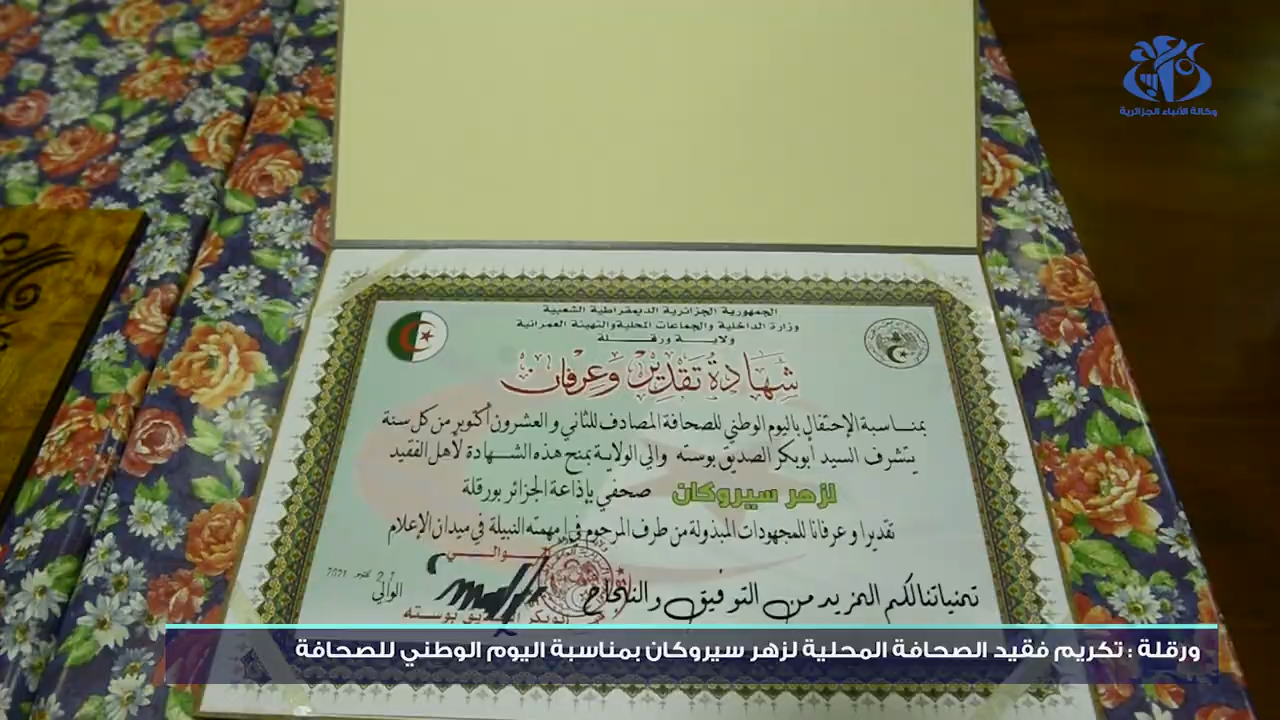 وكالة الأنباء الجزائرية
الجمهورية الجزائرية الديمقراطية الشعبية
وزارة الداخلية والجماعات المحلية والتهيئة العمرانية
ولاية ورقلة
شهادة تقدير وعرفان
بمناسبة الإحتفال باليوم الوطني للصحافة المصادف للثاني والعشرون أكتوبر من كل سنة
يتشرف السيد أبوبكر الصديق بوسته والي الولاية بمنح هذه الشهادة لأهل الفقيد
لزهر سيروكان صحفي بإذاعة الجزائر بورقلة
تقديرا وعرفانا للمجهودات المبذولة من طرف المرحوم في مهمته النبيلة في ميدان الإعلام
الوالي
تمنياتنا لكم المزيد من التوفيق والنجاح
الوالي
بوسته
ورقلة : تكريم فقيد الصحافة المحلية لزهر سيروكان بمناسبة اليوم الوطني للصحافة